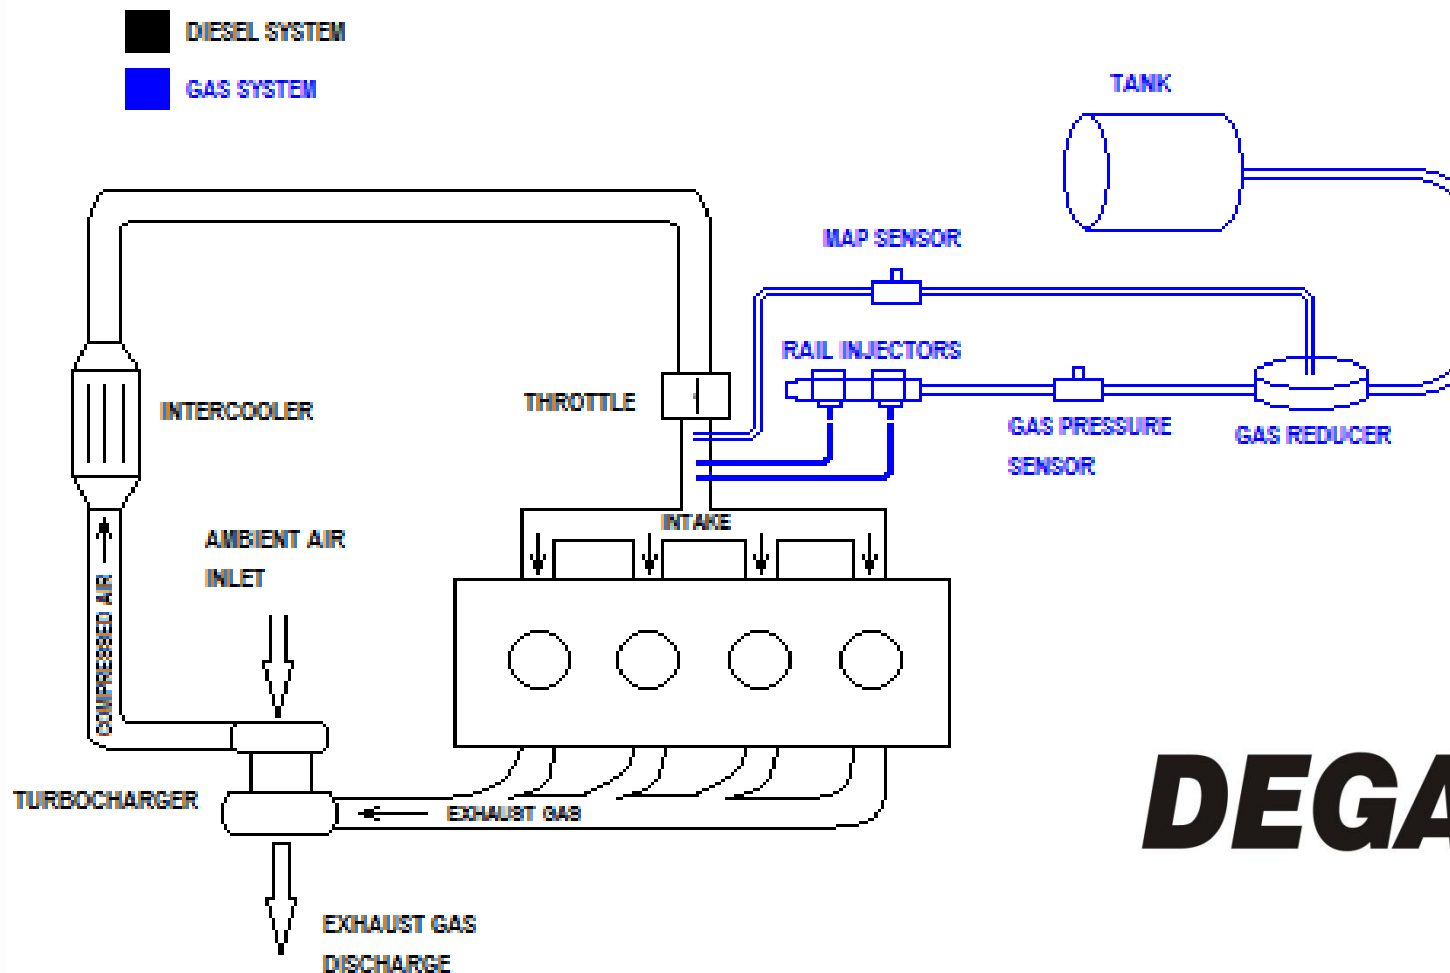 DIESEL SYSTEM
GAS SYSTEM
TANK
MAP SENSOR
RAIL INJECTORS
INTERCOOLER
THROTTLE
GAS PRESSURE
SENSOR
GAS REDUCER
INTAKE
AMBIENT AIR
INLET
COMPRESSED AIR
TURBOCHARGER
EXHAUST GAS
EXHAUST GAS
DISCHARGE
DEGA